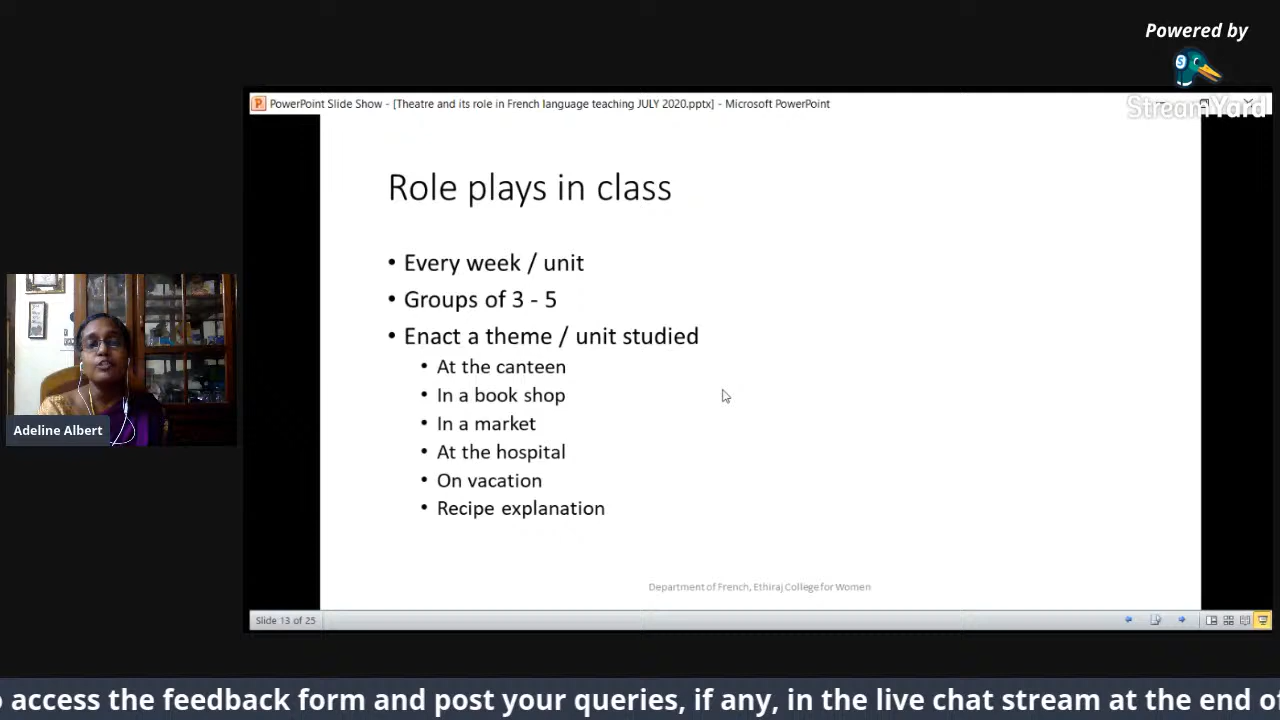 Powered by
StreamYard
PowerPoint Slide Show - [Theatre and its role in French language teaching JULY 2020.pptx] - Microsoft PowerPoint
Role plays in class
• Every week / unit
• Groups of 3 - 5
• Enact a theme / unit studied
• At the canteen
• In a book shop
• In a market
• At the hospital
• On vacation
• Recipe explanation
Adeline Albert
Department of French, Ethiraj College for Women
Slide 13 of 25
access the feedback form and post your queries, if any, in the live chat stream at the end of